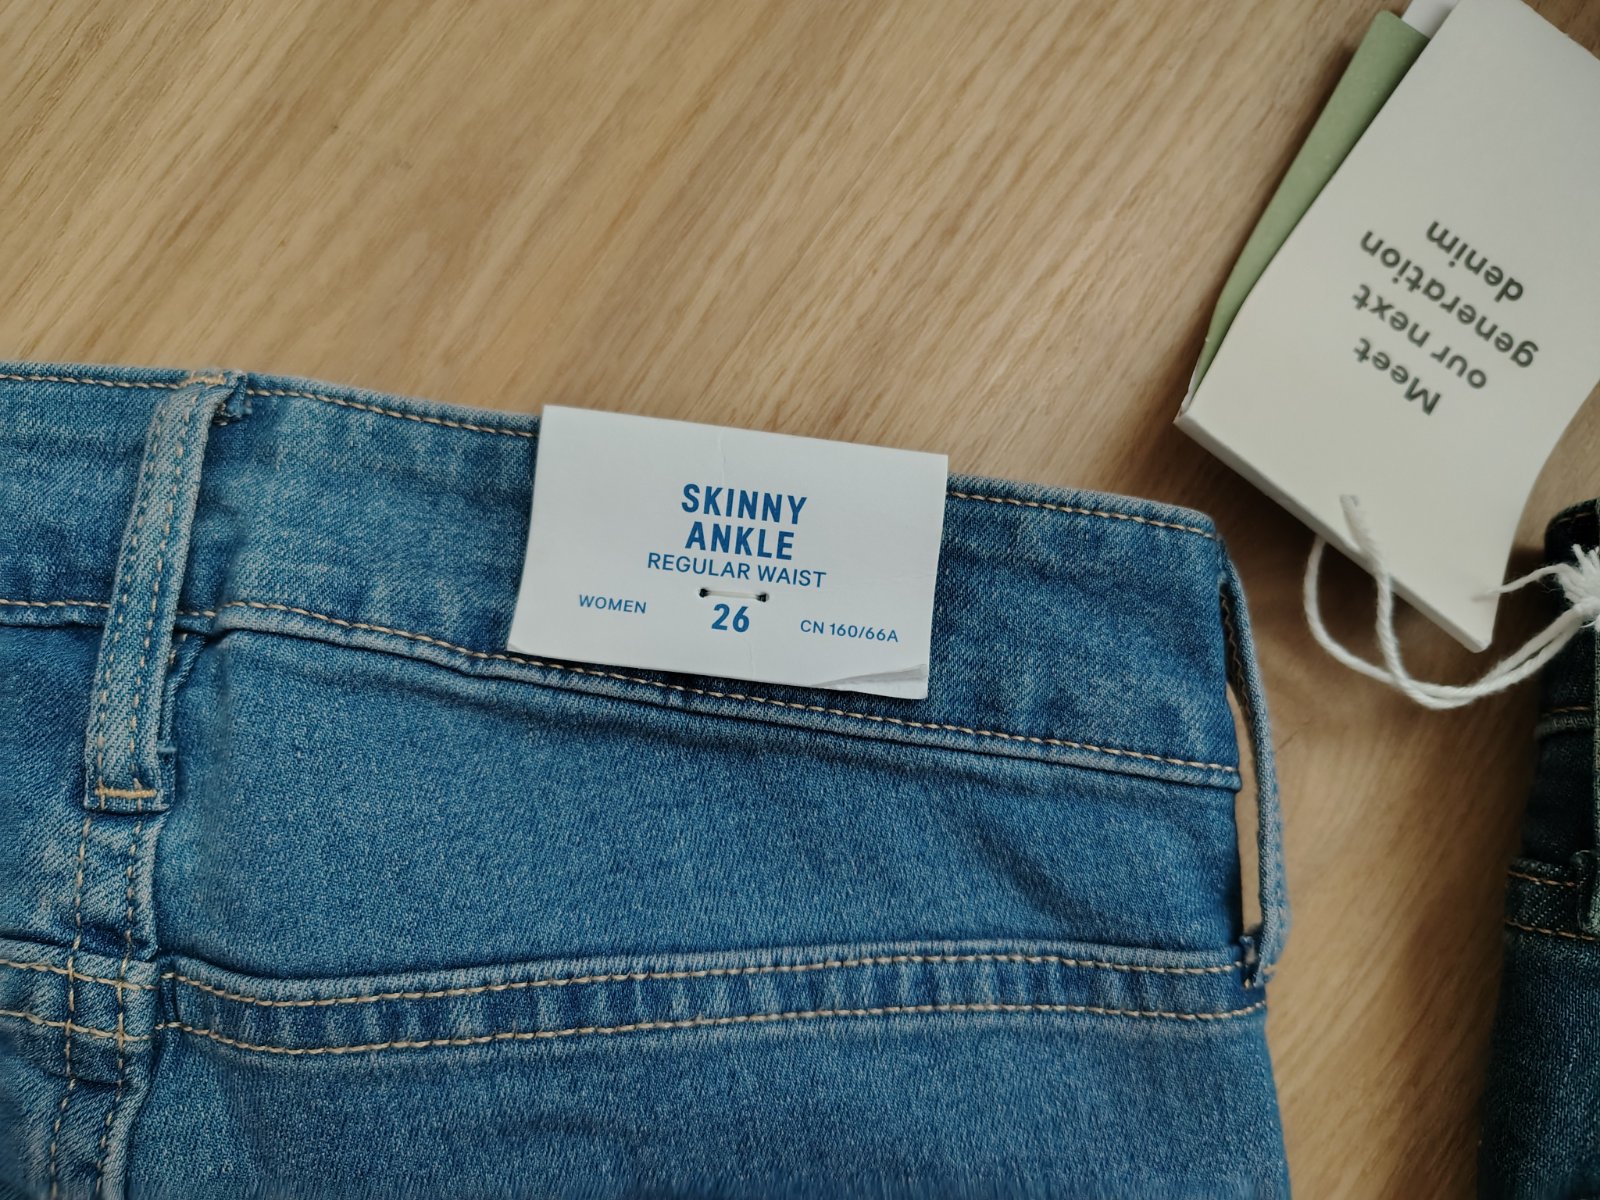 SKINNY
ANKLE
REGULAR WAIST
WOMEN 26 CN 160/66A
Meet
our next
generation
denim